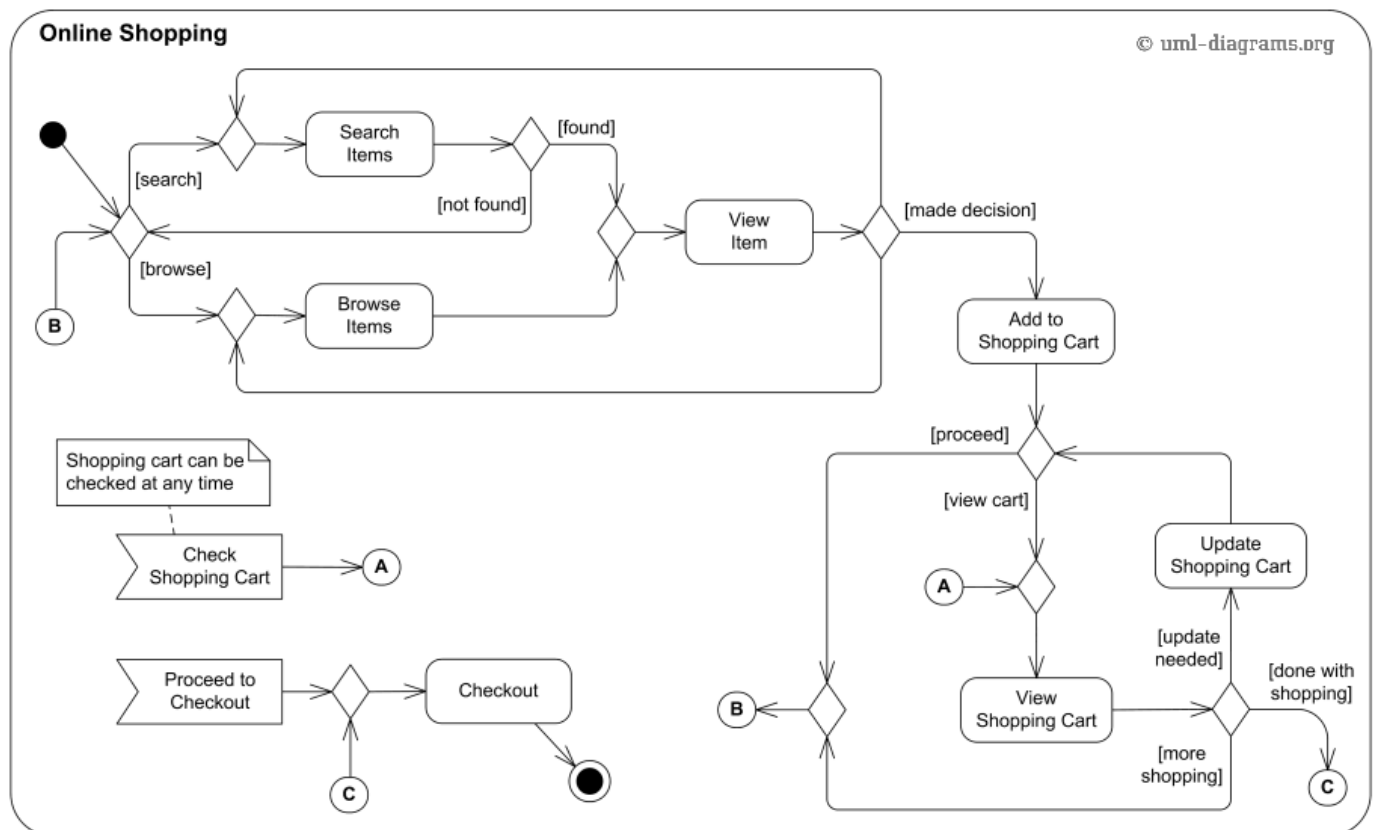 Online Shopping
© uml-diagrams.org
Search
Items
[found]
[search]
[not found]
View
Item
[made decision]
[browse]
Browse
Items
B
Add to
Shopping Cart
[proceed]
Shopping cart can be
checked at any time
[view cart]
Check
Shopping Cart
A
Update
Shopping Cart
A
[update
needed]
[done with
shopping]
Proceed to
Checkout
Checkout
B
View
Shopping Cart
[more
shopping]
C
C